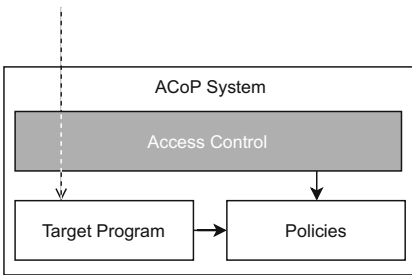 ACoP System
Access Control
Target Program
Policies